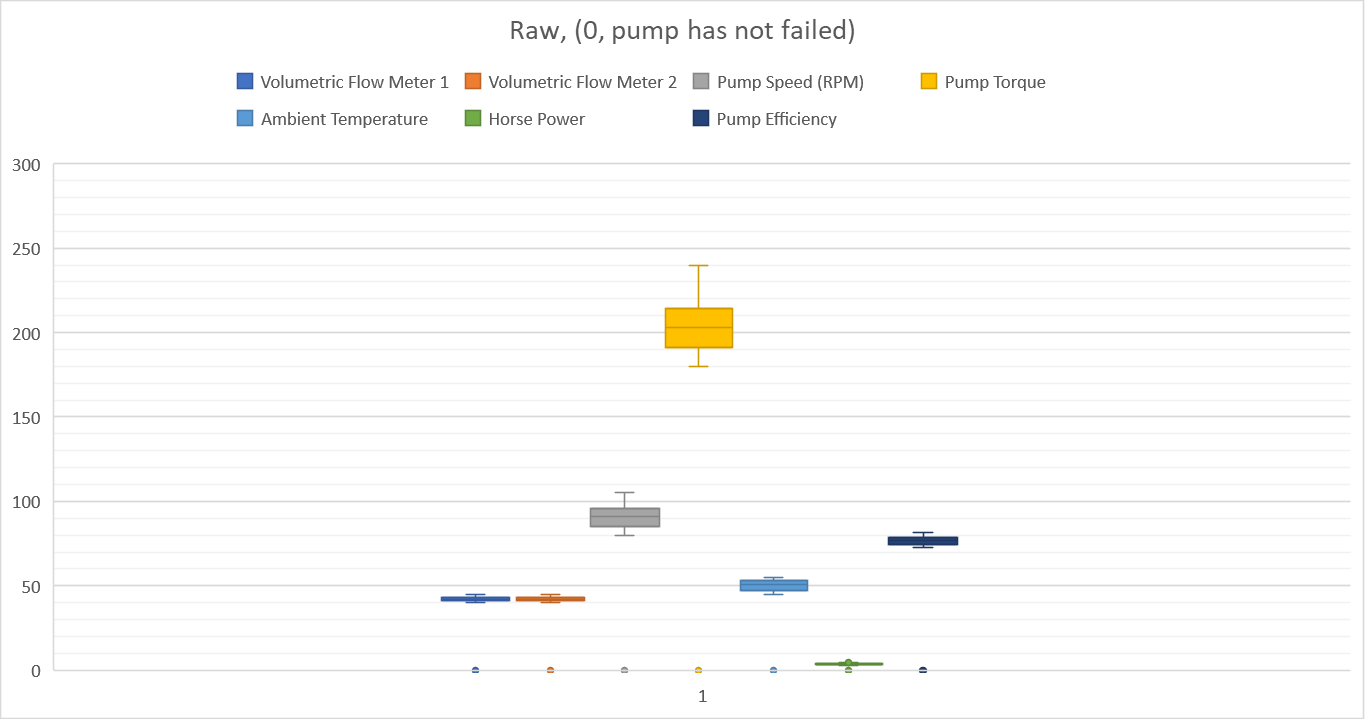 Raw, (0, pump has not failed)
Volumetric Flow Meter 1 Volumetric Flow Meter 2 Pump Speed (RPM) Pump Torque
Ambient Temperature Horse Power Pump Efficiency
300
250
200
150
100
50
0
1